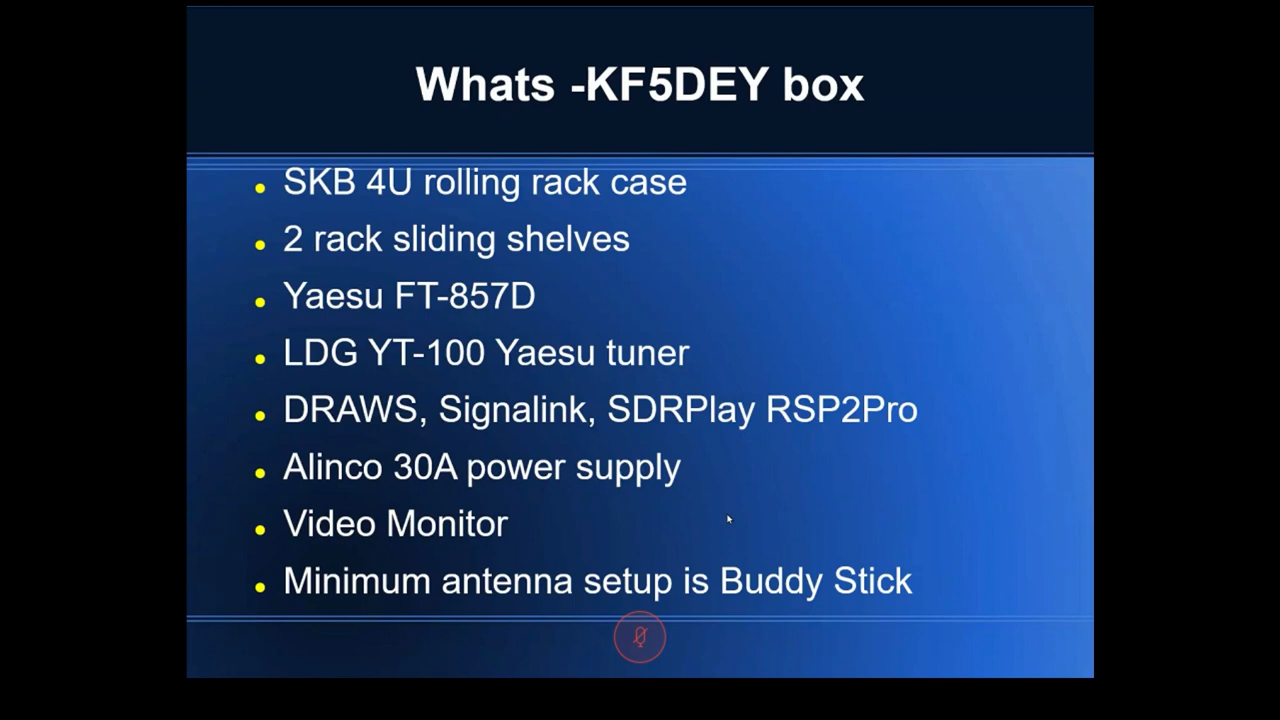 Whats -KF5DEY box
SKB 4U rolling rack case
2 rack sliding shelves
Yaesu FT-857D
LDG YT-100 Yaesu tuner
DRAWS, Signalink, SDRPlay RSP2Pro
Alinco 30A power supply
Video Monitor
Minimum antenna setup is Buddy Stick